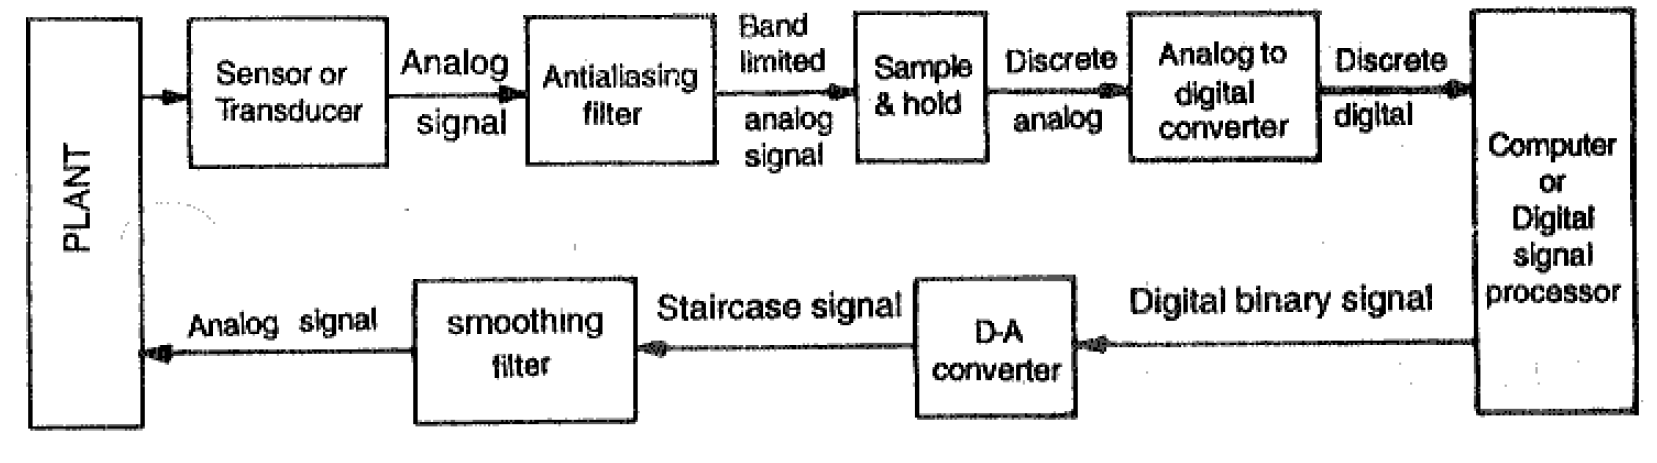 PLANT
Sensor or
Transducer
Analog
signal
Antialiasing
filter
Band
limited
analog
signal
Sample
& hold
Discrete
analog
Analog to
digital
converter
Discrete
digital
Computer
or
Digital
signal
processor
Digital binary signal
D-A
converter
Staircase signal
smoothing
filter
Analog signal